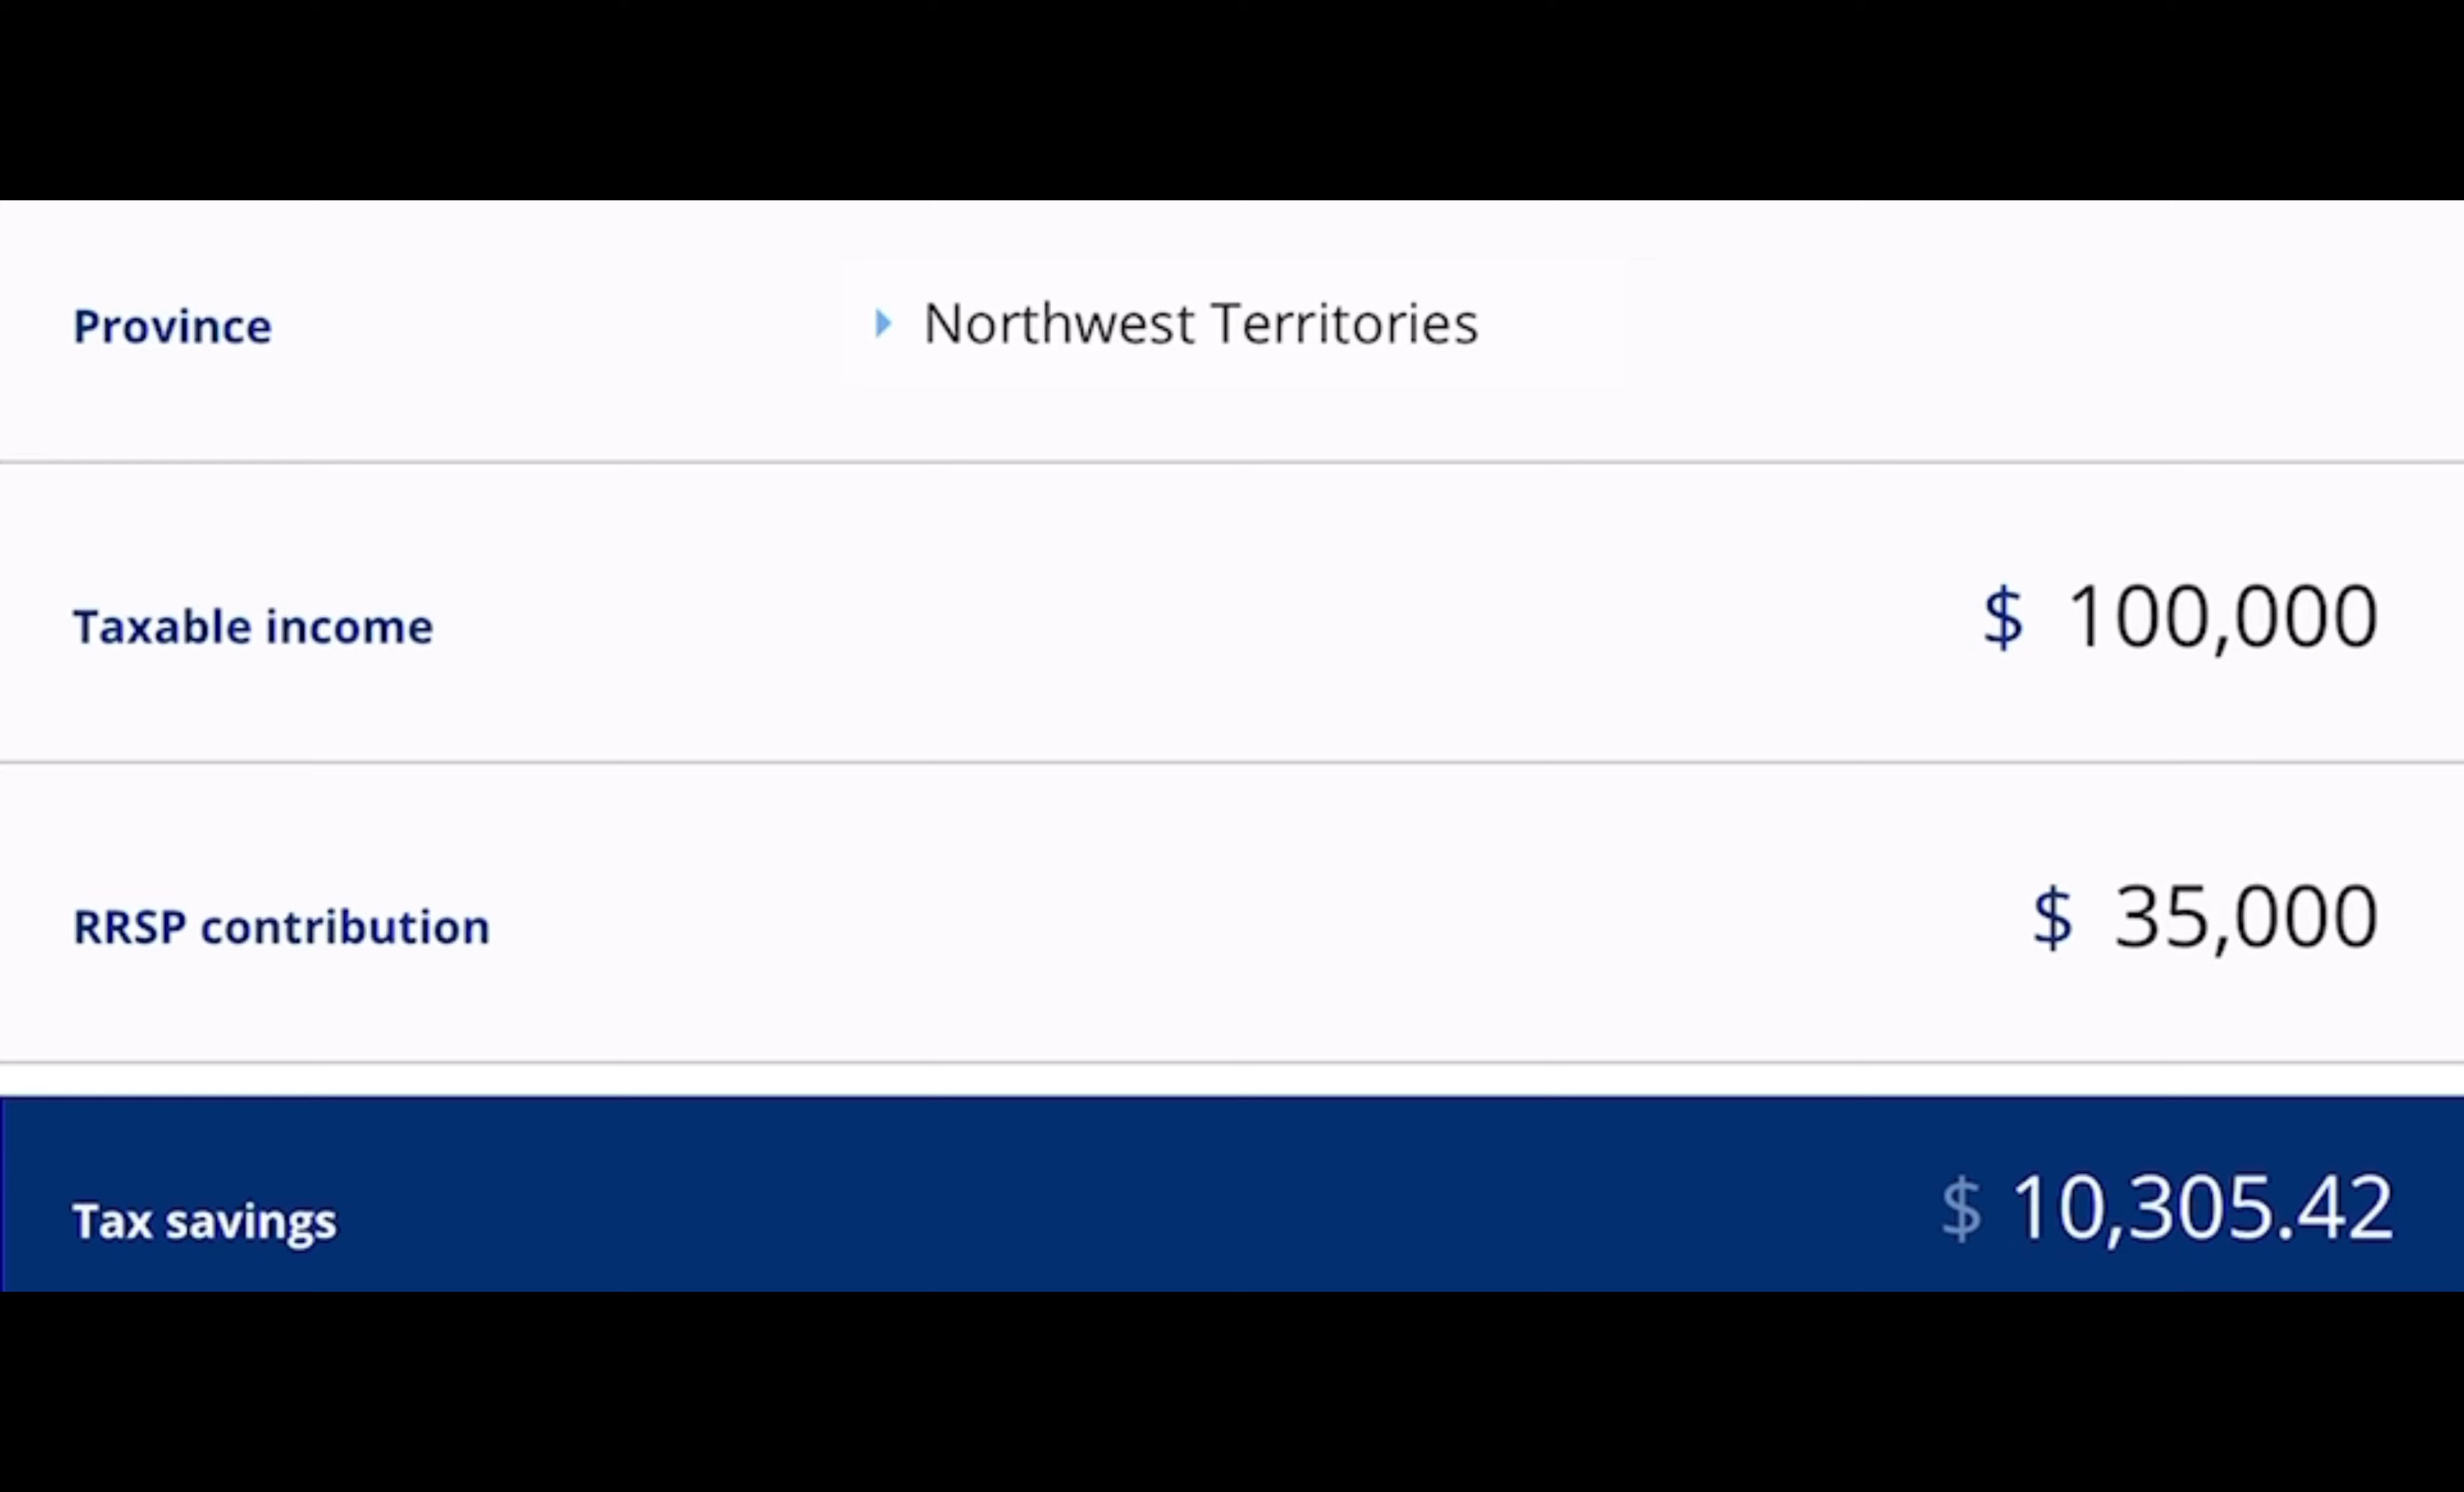 Province Northwest Territories
Taxable income $ 100,000
RRSP contribution $ 35,000
Tax savings $ 10,305.42